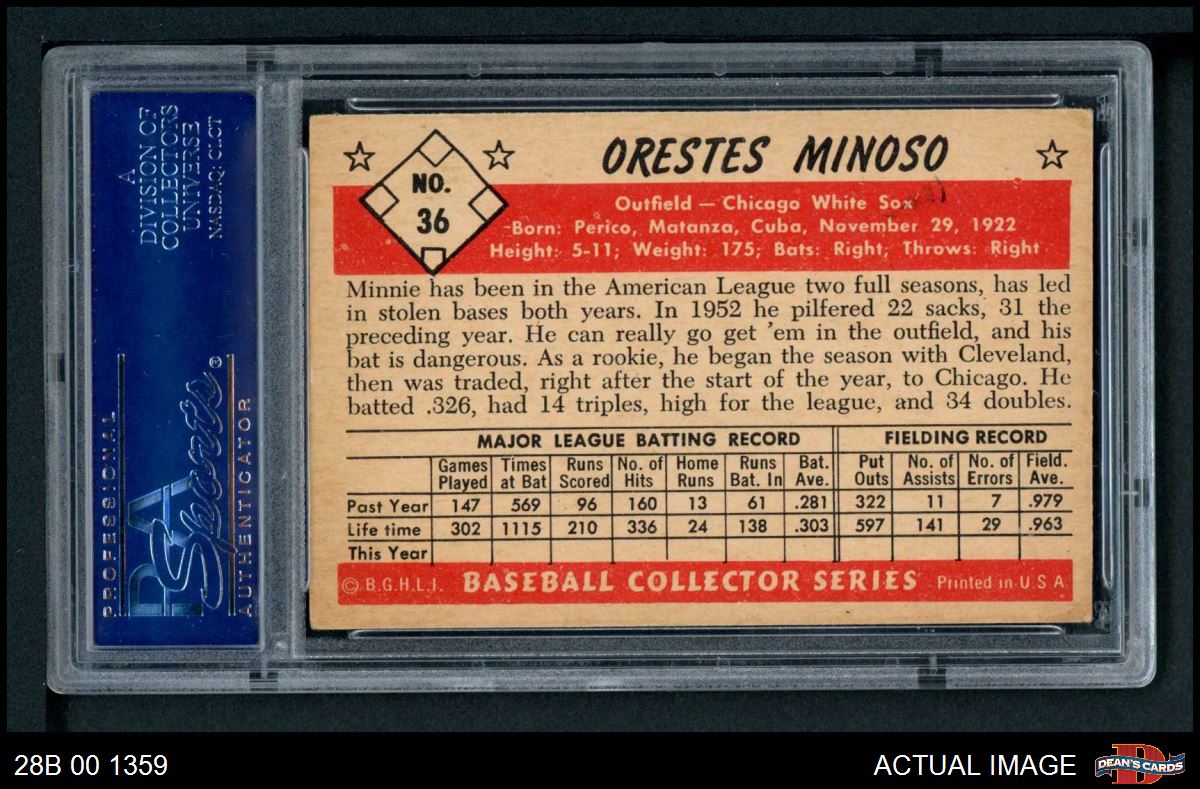 A
DIVISION OF
COLLECTORS
UNIVERSE
NASDAQ: CLCT
PROFESSIONAL
PSA
Sports®
AUTHENTICATOR
NO.
36
ORESTES MINOSO
Outfield — Chicago White Sox
Born: Perico, Matanza, Cuba, November 29, 1922
Height: 5-11; Weight: 175; Bats: Right; Throws: Right
Minnie has been in the American League two full seasons, has led
in stolen bases both years. In 1952 he pilfered 22 sacks, 31 the
preceding year. He can really go get 'em in the outfield, and his
bat is dangerous. As a rookie, he began the season with Cleveland,
then was traded, right after the start of the year, to Chicago. He
batted .326, had 14 triples, high for the league, and 34 doubles.
MAJOR LEAGUE BATTING RECORD FIELDING RECORD
Games Times Runs No. of Home Runs Bat. Put No. of No. of Field.
Played at Bat Scored Hits Runs Bat. In Ave. Outs Assists Errors Ave.
Past Year 147 569 96 160 13 61 .281 322 11 7 .979
Life time 302 1115 210 336 24 138 .303 597 141 29 .963
This Year
© B.G.H.L.I. BASEBALL COLLECTOR SERIES Printed in U.S.A
28B 00 1359
ACTUAL IMAGE
D
DEAN'S CARDS